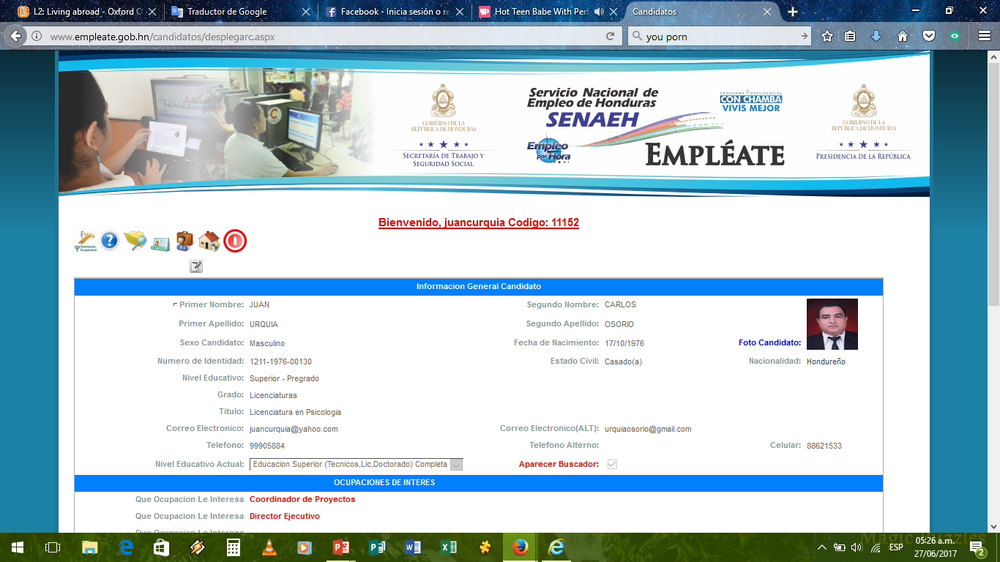 L2: Living abroad - Oxford O
Traductor de Google
Facebook - Inicia sesión o re
Hot Teen Babe With Pert
Candidatos
www.empleate.gob.hn/candidatos/desplegarc.aspx
you porn
GOBIERNO DE LA
REPUBLICA DE HONDURAS
SECRETARÍA DE TRABAJO Y
SEGURIDAD SOCIAL
Servicio Nacional de
Empleo de Honduras
SENAEH
Empleo
por Hora
PROGRAMA PRESIDENCIAL
CON CHAMBA
VIVÍS MEJOR
EMPLÉATE
GOBIERNO DE LA
REPUBLICA DE HONDURAS
PRESIDENCIA DE LA REPÚBLICA
Bienvenido, juancurquia Codigo: 11152
Orientación
Ocupacional
Informacion General Candidato
Primer Nombre: JUAN Segundo Nombre: CARLOS
Primer Apellido: URQUIA Segundo Apellido: OSORIO
Sexo Candidato: Masculino Fecha de Nacimiento: 17/10/1976 Foto Candidato:
Numero de Identidad: 1211-1976-00130 Estado Civil: Casado(a) Nacionalidad: Hondureño
Nivel Educativo: Superior - Pregrado
Grado: Licenciaturas
Titulo: Licenciatura en Psicologia
Correo Electronico: juancurquia@yahoo.com Correo Electronico(ALT): urquiaosorio@gmail.com
Telefono: 99905884 Telefono Alterno: Celular: 88621533
Nivel Educativo Actual: Educacion Superior (Tecnicos,Lic,Doctorado) Completa Aparecer Buscador:
OCUPACIONES DE INTERES
Que Ocupacion Le Interesa Coordinador de Proyectos
Que Ocupacion Le Interesa Director Ejecutivo
Que Ocupacion Le Interesa
ESP
05:26 a.m.
27/06/2017
2